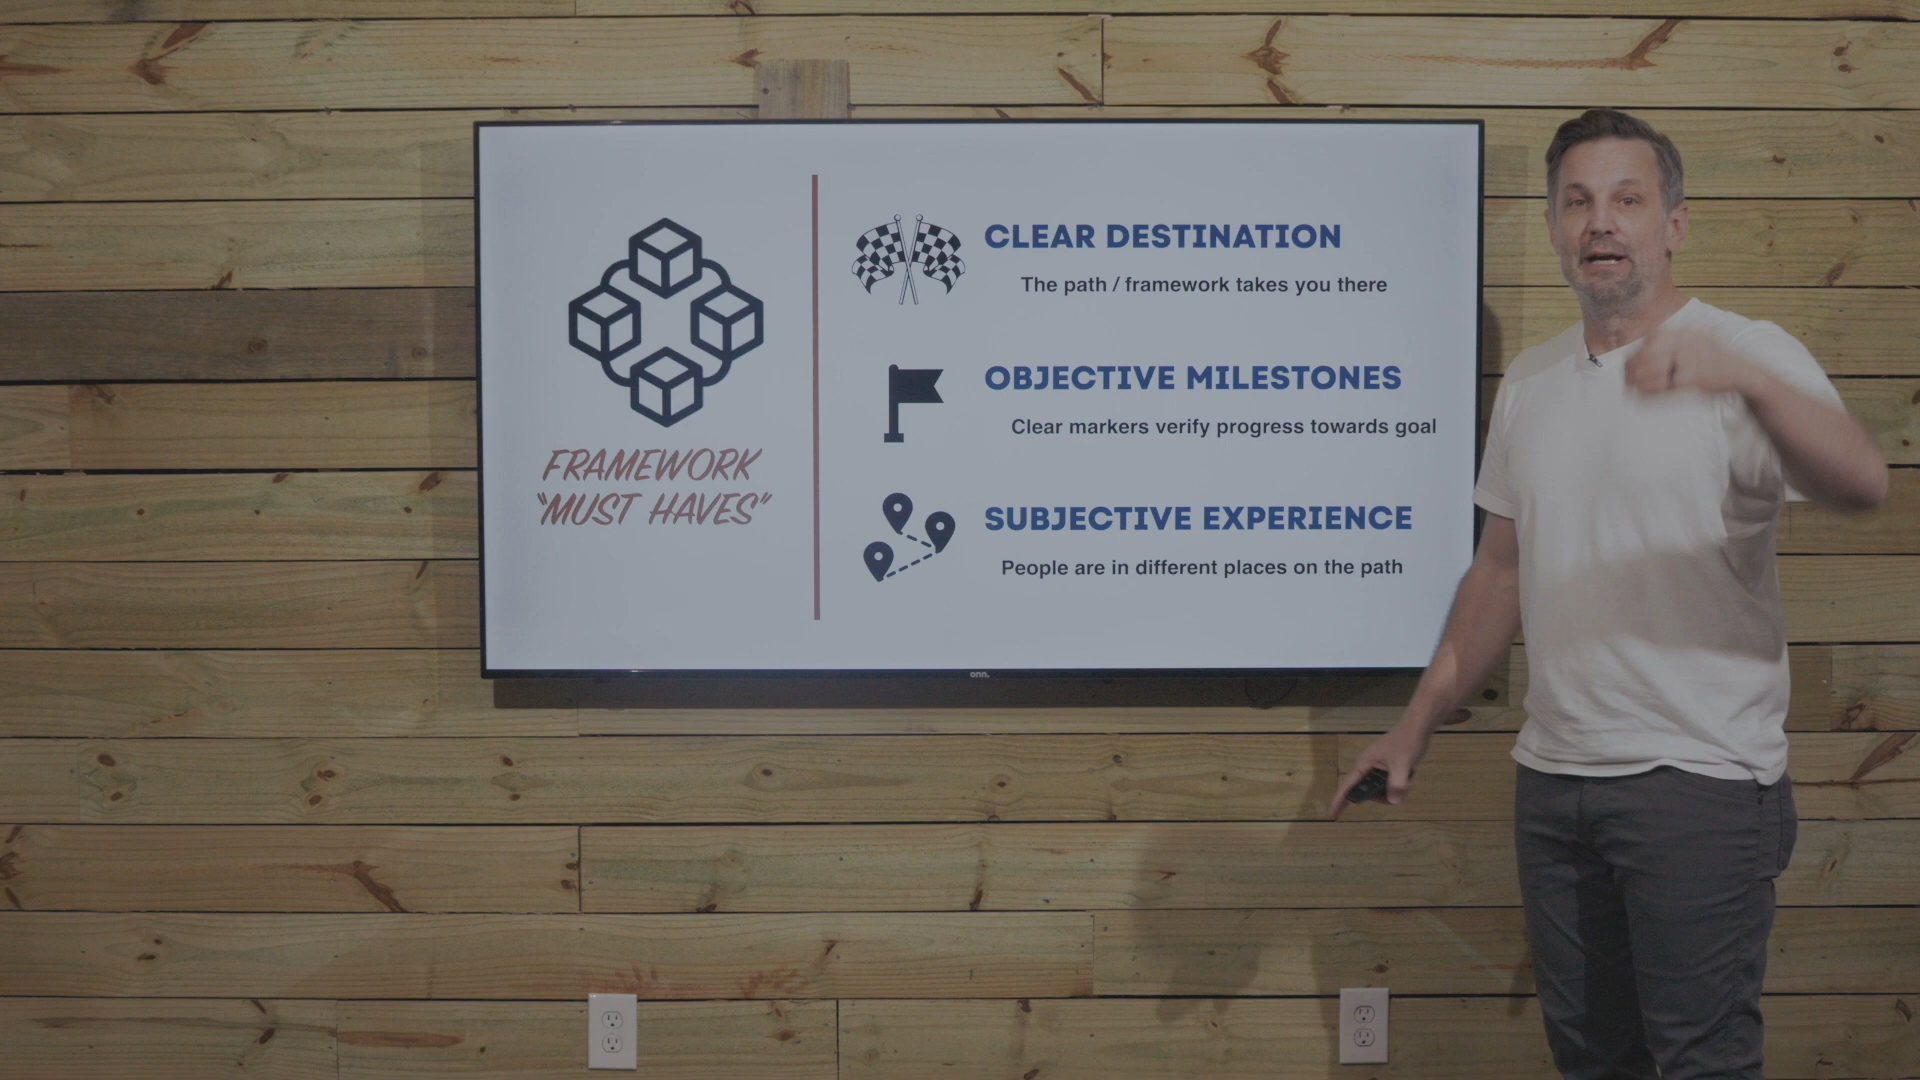 FRAMEWORK
"MUST HAVES"
CLEAR DESTINATION
The path / framework takes you there
OBJECTIVE MILESTONES
Clear markers verify progress towards goal
SUBJECTIVE EXPERIENCE
People are in different places on the path
onn.